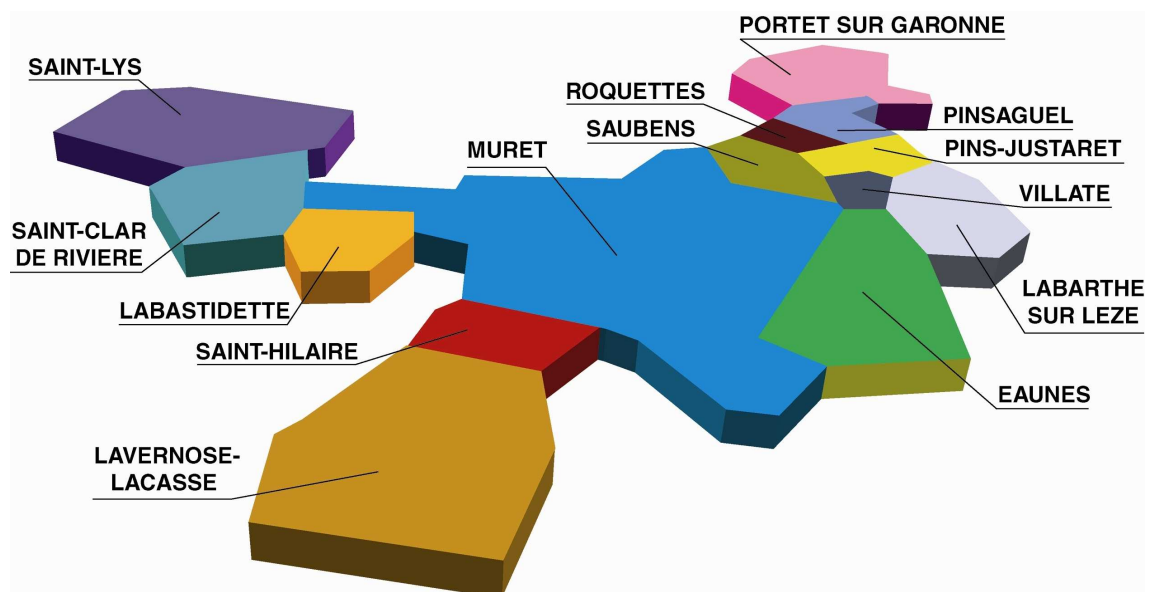 PORTET SUR GARONNE
SAINT-LYS
ROQUETTES
PINSAGUEL
SAUBENS
MURET
PINS-JUSTARET
VILLATE
SAINT-CLAR
DE RIVIERE
LABARTHE
SUR LEZE
LABASTIDETTE
SAINT-HILAIRE
EAUNES
LAVERNOSE-
LACASSE